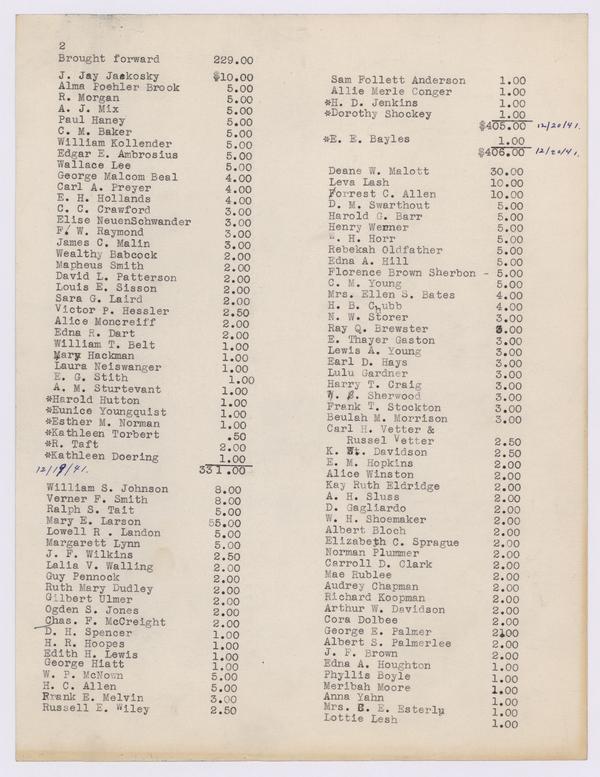 2
Brought forward 229.00
J. Jay Jackosky $10.00
Alma Poehler Brook 5.00
R. Morgan 5.00
A. J. Mix 5.00
Paul Haney 5.00
C. M. Baker 5.00
William Kollender 5.00
Edgar E. Ambrosius 5.00
Wallace Lee 5.00
George Malcom Beal 4.00
Carl A. Preyer 4.00
E. H. Hollands 4.00
C. C. Crawford 3.00
Elise NeuenSchwander 3.00
F. W. Raymond 3.00
James C. Malin 3.00
Wealthy Babcock 2.00
Mapheus Smith 2.00
David L. Patterson 2.00
Louis E. Sisson 2.00
Sara G. Laird 2.00
Victor P. Hessler 2.50
Alice Moncreiff 2.00
Edna R. Dart 2.00
William T. Belt 1.00
Mary Hackman 1.00
Laura Neiswanger 1.00
E. G. Stith 1.00
A. M. Sturtevant 1.00
*Harold Hutton 1.00
*Eunice Youngquist 1.00
*Esther M. Norman 1.00
*Kathleen Torbert .50
*R. Taft 2.00
*Kathleen Doering 1.00
12/19/41. 331.00
William S. Johnson 8.00
Verner F. Smith 8.00
Ralph S. Tait 5.00
Mary E. Larson 55.00
Lowell R . Landon 5.00
Margarett Lynn 5.00
J. F. Wilkins 2.50
Lalia V. Walling 2.00
Guy Pennock 2.00
Ruth Mary Dudley 2.00
Gilbert Ulmer 2.00
Ogden S. Jones 2.00
Chas. F. McCreight 2.00
D. H. Spencer 1.00
H. R. Hoopes 1.00
Edith H. Lewis 1.00
George Hiatt 1.00
W. P. McNown 5.00
H. C. Allen 5.00
Frank E. Melvin 3.00
Russell E. Wiley 2.50
Sam Follett Anderson 1.00
Allie Merle Conger 1.00
*H. D. Jenkins 1.00
*Dorothy Shockey 1.00
$405.00 12/20/41.
*E. E. Bayles 1.00
$406.00 12/20/41.
Deane W. Malott 30.00
Leva Lash 10.00
Forrest C. Allen 10.00
D. M. Swarthout 5.00
Harold G. Barr 5.00
Henry Werner 5.00
H. Horr 5.00
Rebekah Oldfather 5.00
Edna A. Hill 5.00
Florence Brown Sherbon - 5.00
C. M. Young 5.00
Mrs. Ellen S. Bates 4.00
H. B. Chubb 4.00
N. W. Storer 3.00
Ray Q. Brewster 3.00
E. Thayer Gaston 3.00
Lewis A. Young 3.00
Earl D. Hays 3.00
Lulu Gardner 3.00
Harry T. Craig 3.00
Sherwood 3.00
Frank T. Stockton 3.00
Beulah M. Morrison 3.00
Carl H. Vetter &
Russel Vetter 2.50
K. Davidson 2.50
E. M. Hopkins 2.00
Alice Winston 2.00
Kay Ruth Eldridge 2.00
A. H. Sluss 2.00
D. Gagliardo 2.00
W. H. Shoemaker 2.00
Albert Bloch 2.00
Elizabeth C. Sprague 2.00
Norman Plummer 2.00
Carroll D. Clark 2.00
Mae Rublee 2.00
Audrey Chapman 2.00
Richard Koopman 2.00
Arthur W. Davidson 2.00
Cora Dolbee 2.00
George E. Palmer 2.00
Albert S. Palmerlee 2.00
J. F. Brown 2.00
Edna A. Houghton 1.00
Phyllis Boyle 1.00
Meribah Moore 1.00
Anna Yahn 1.00
Mrs. E. E. Esterly 1.00
Lottie Lesh 1.00